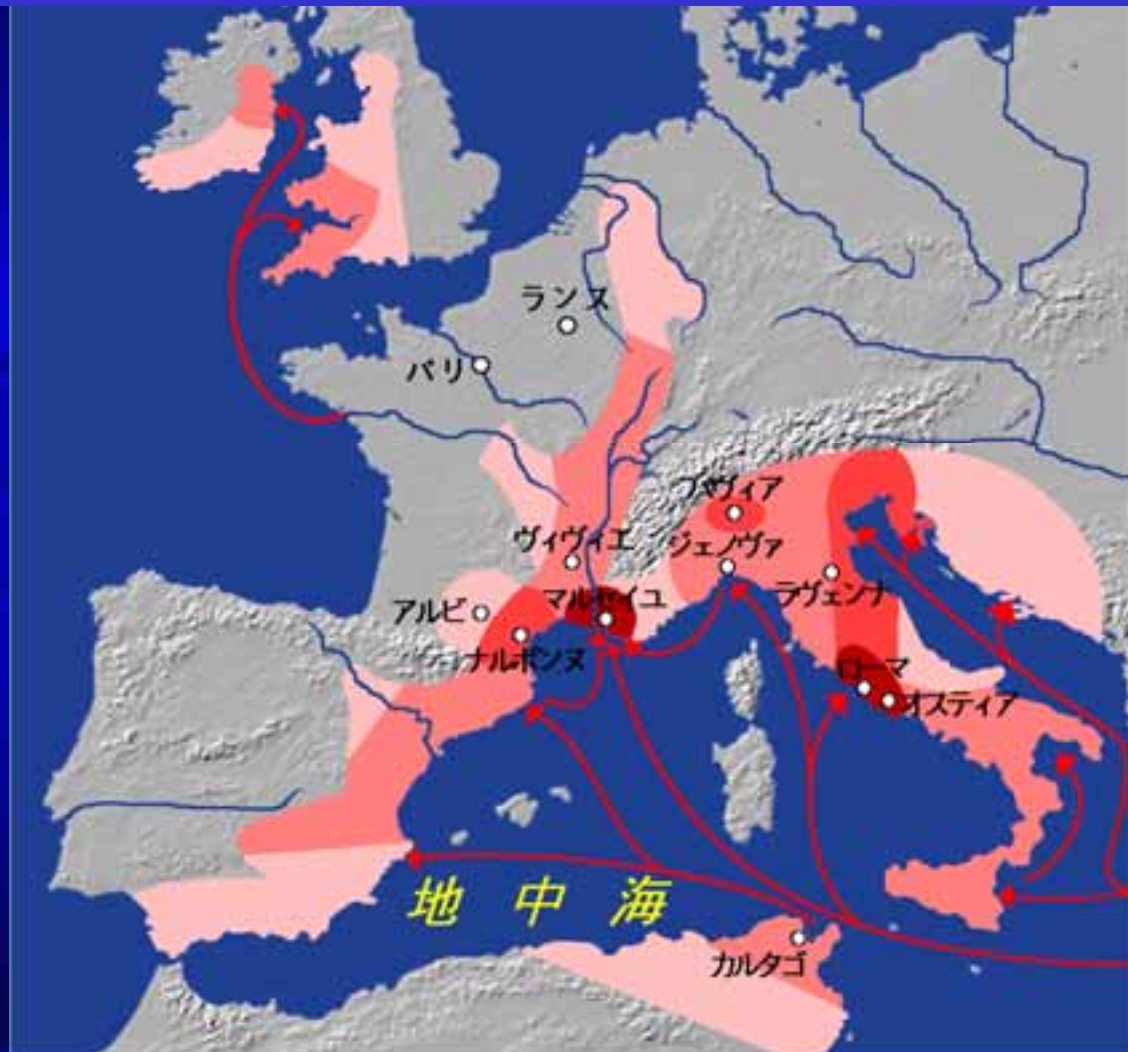 ランス
パリ
パヴィア
ヴィヴィエ
ジェノヴァ
アルビ
マルセイユ
ラヴェンナ
ナルボンヌ
ローマ
オスティア
地中海
カルタゴ